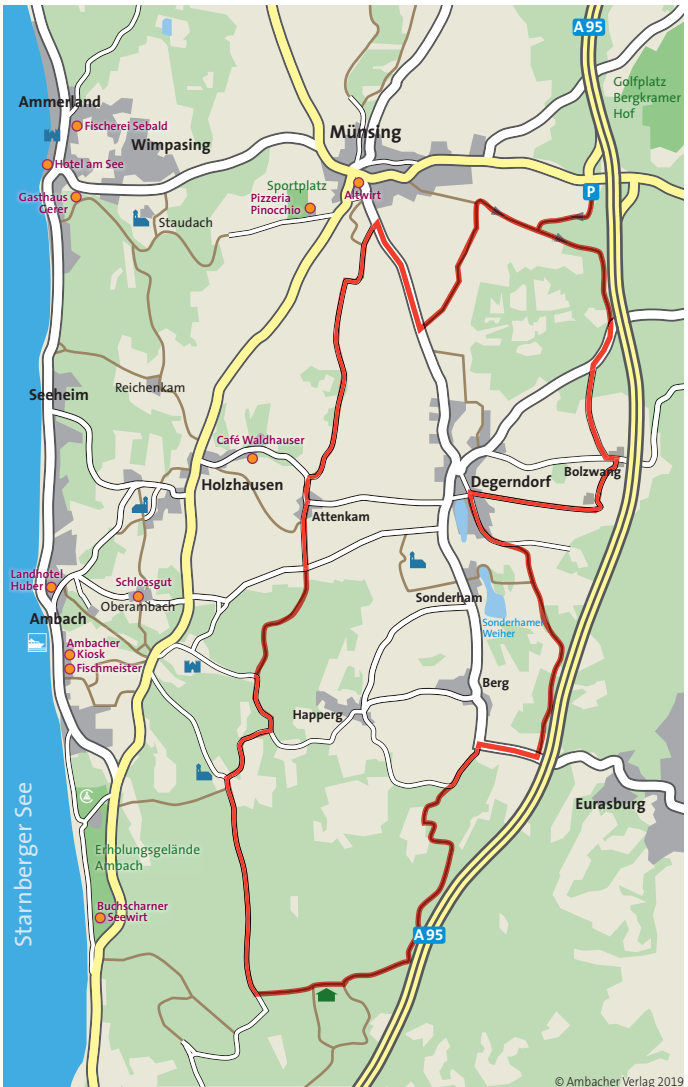 A 95
Golfplatz
Bergkramer
Hof
Ammerland
Fischerei Sebald
Münsing
Wimpasing
Hotel am See
Sportplatz
Altwirt
P
Gasthaus
Gerer
Pizzeria
Pinocchio
Staudach
Reichenkam
Seeheim
Café Waldhauser
Holzhausen
Degerndorf
Bolzwang
Attenkam
Landhotel
Huber
Schlossgut
Oberambach
Sonderham
Ambach
Sonderhamer
Weiher
Ambacher
Kiosk
Fischmeister
Berg
Happerg
Eurasburg
Starnberger See
Erholungsgelände
Ambach
Buchscharner
Seewirt
A 95
© Ambacher Verlag 2019